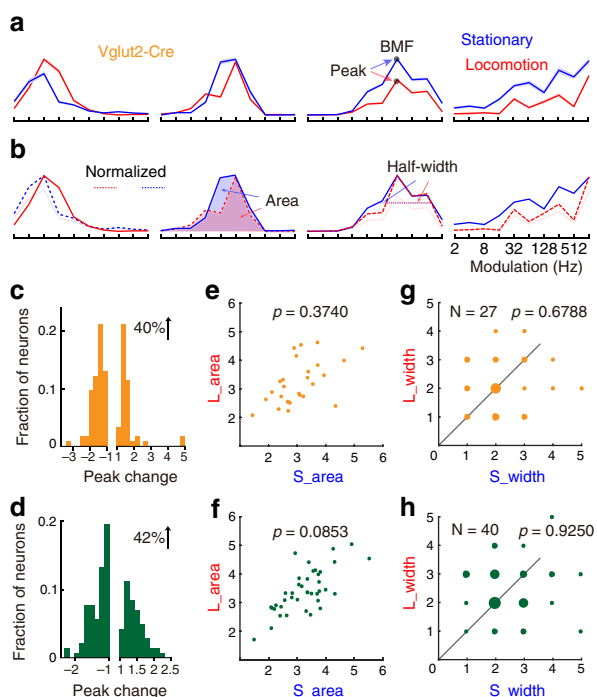 a
Vglut2-Cre
BMF
Peak
Stationary
Locomotion
b
Normalized
Area
Half-width
2 8 32 128 512
Modulation (Hz)
c
Fraction of neurons
0.2
0.1
0
40%↑
−3 −2 −1 1 2 3 4 5
Peak change
e
L_area
6
5
4
3
2
1
p = 0.3740
1 2 3 4 5 6
S_area
g
L_width
5
4
3
2
1
0
N = 27 p = 0.6788
1 2 3 4 5
S_width
d
Fraction of neurons
0.2
0.1
0
42%↑
−2 −1 1 1.5 2 2.5
Peak change
f
L_area
6
5
4
3
2
1
p = 0.0853
1 2 3 4 5 6
S_area
h
L_width
5
4
3
2
1
0
N = 40 p = 0.9250
1 2 3 4 5
S_width